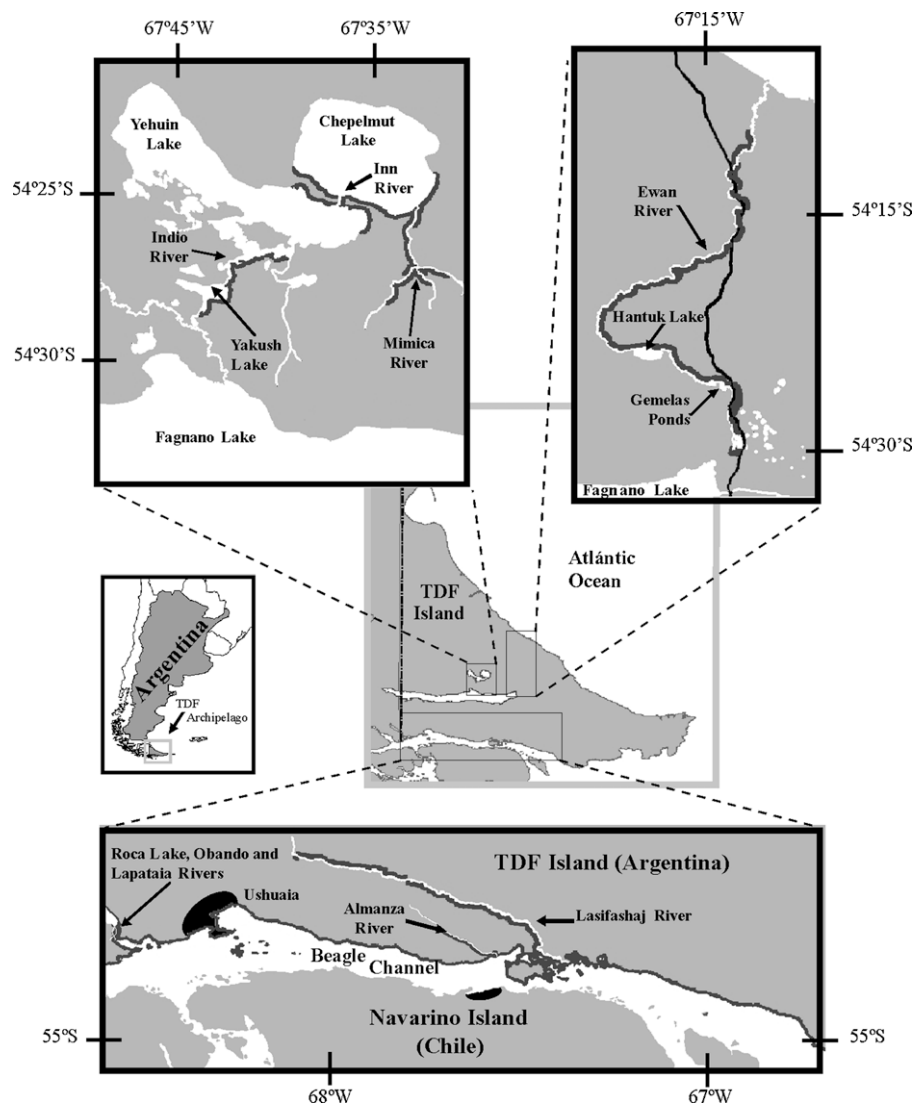 67°45'W
67°35'W
67°15'W
Yehuin
Lake
Chepelmut
Lake
Inn
River
54°25'S
Indio
River
Yakush
Lake
Mimica
River
54°30'S
Fagnano Lake
Ewan
River
54°15'S
Hantuk Lake
Gemelas
Ponds
54°30'S
Fagnano Lake
Atlántic
Ocean
TDF
Island
Argentina
TDF
Archipelago
Roca Lake, Obando and
Lapataia Rivers
Ushuaia
TDF Island (Argentina)
Almanza
River
Lasifashaj River
Beagle
Channel
Navarino Island
(Chile)
55°S
55°S
68°W
67°W